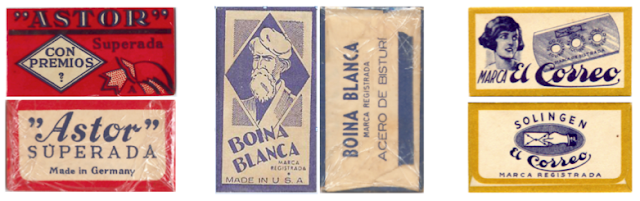 "ASTOR"
Superada
CON
PREMIOS
?
"Astor"
SUPERADA
Made in Germany
BOINA
BLANCA
MARCA
REGISTRADA
MADE IN U.S.A
BOINA BLANCA
MARCA REGISTRADA
ACERO DE BISTURÍ
MARCA El Correo
SOLINGEN
El Correo
MARCA REGISTRADA